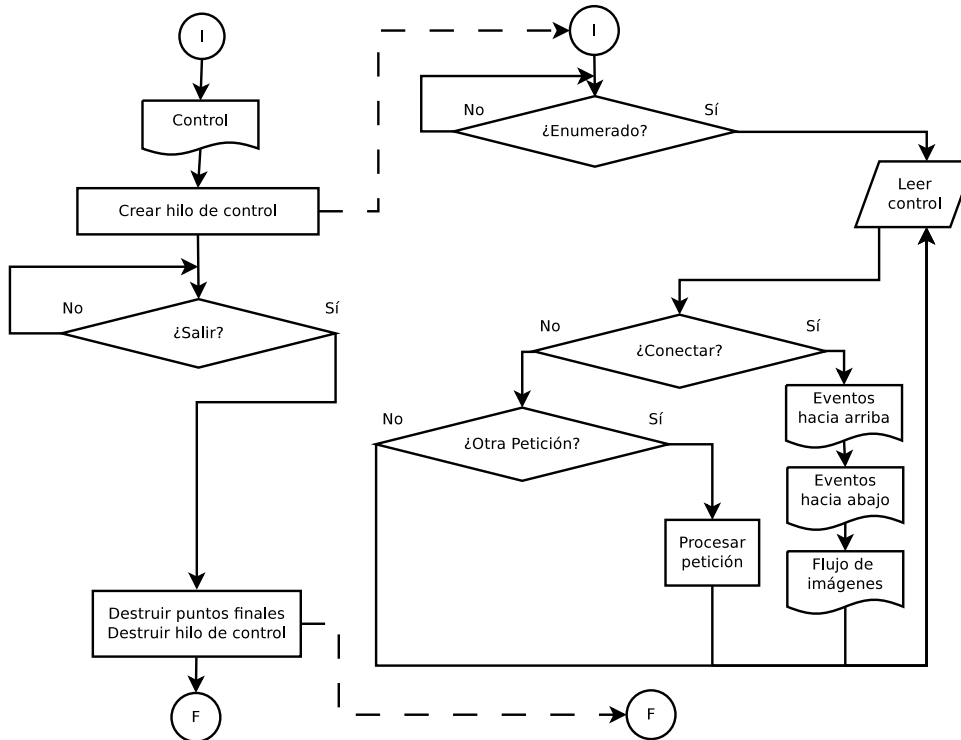 I
Control
Crear hilo de control
No
Sí
¿Salir?
Destruir puntos finales
Destruir hilo de control
F
I
No
Sí
¿Enumerado?
Leer
control
No
Sí
¿Conectar?
No
Sí
¿Otra Petición?
Procesar
petición
Eventos
hacia arriba
Eventos
hacia abajo
Flujo de
imágenes
F